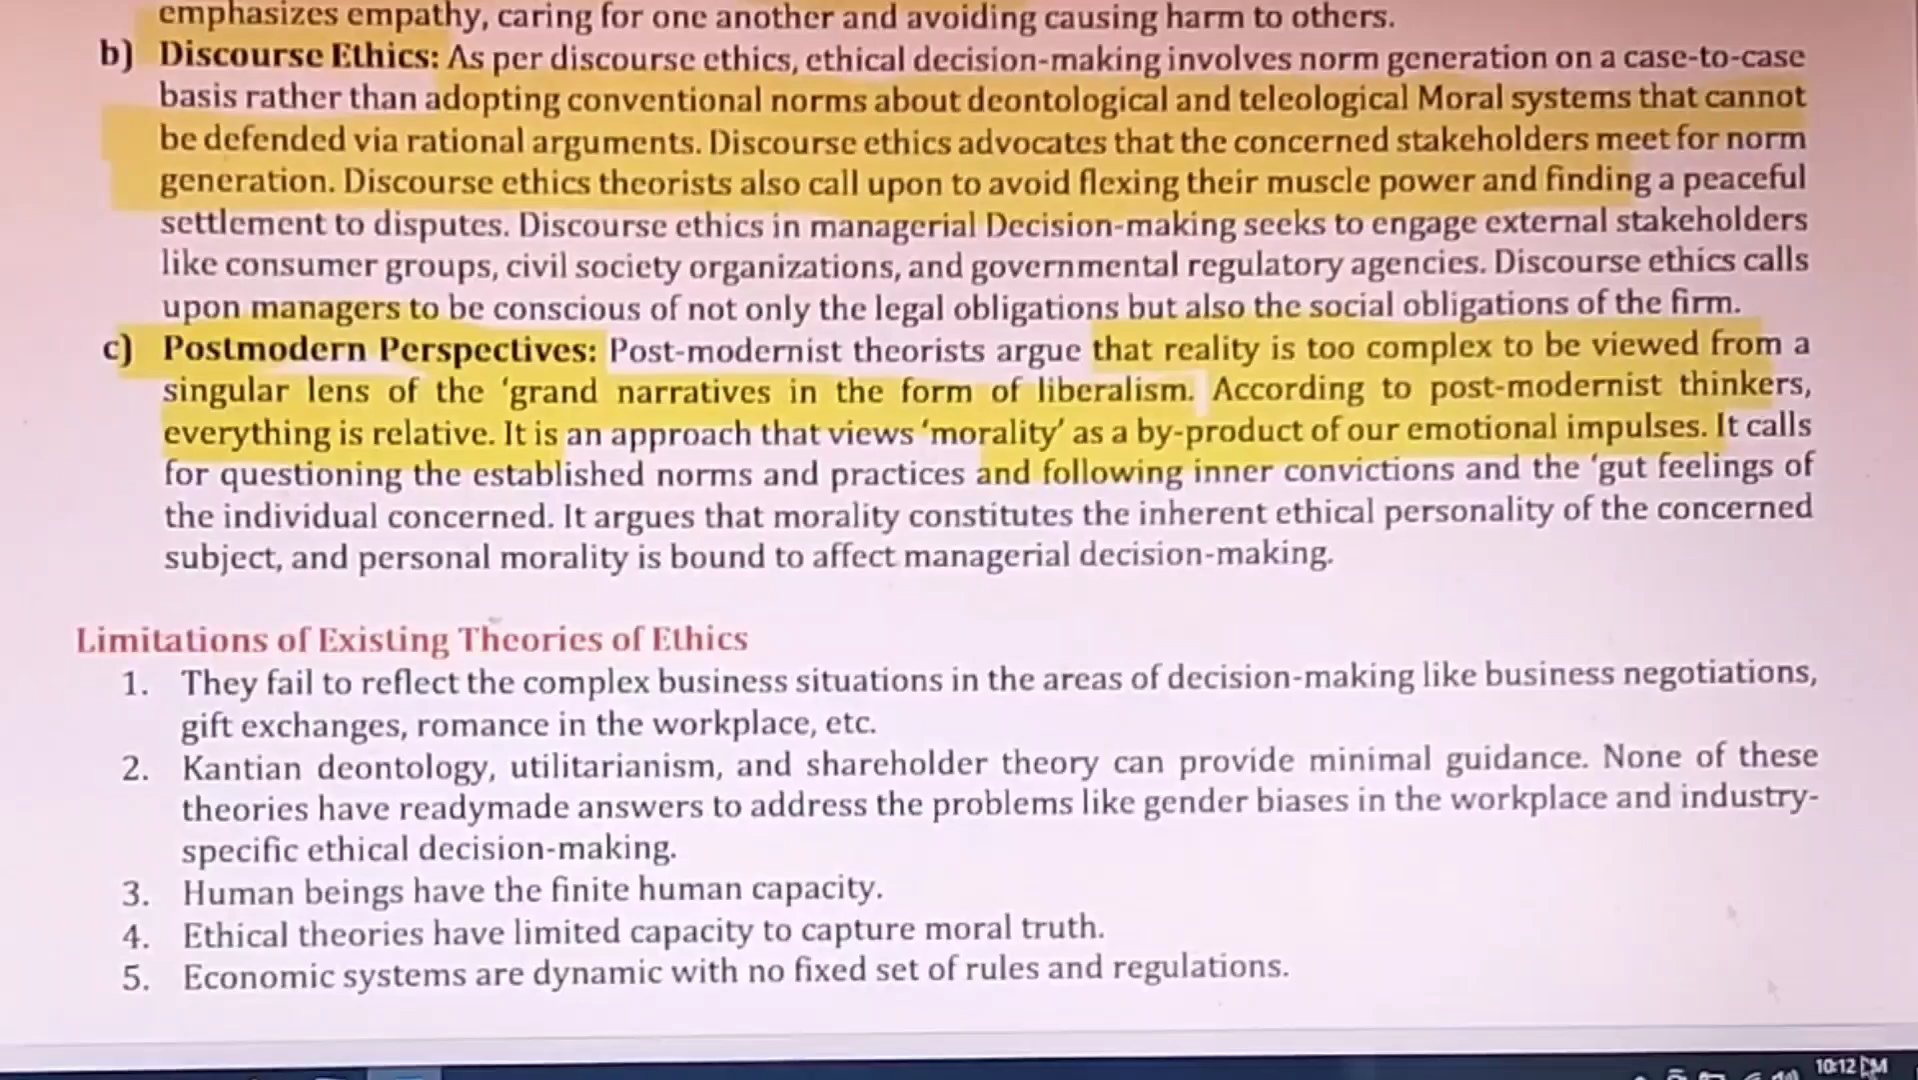 emphasizes empathy, caring for one another and avoiding causing harm to others.
b) Discourse Ethics: As per discourse ethics, ethical decision-making involves norm generation on a case-to-case
basis rather than adopting conventional norms about deontological and teleological Moral systems that cannot
be defended via rational arguments. Discourse ethics advocates that the concerned stakeholders meet for norm
generation. Discourse ethics theorists also call upon to avoid flexing their muscle power and finding a peaceful
settlement to disputes. Discourse ethics in managerial Decision-making seeks to engage external stakeholders
like consumer groups, civil society organizations, and governmental regulatory agencies. Discourse ethics calls
upon managers to be conscious of not only the legal obligations but also the social obligations of the firm.
c) Postmodern Perspectives: Post-modernist theorists argue that reality is too complex to be viewed from a
singular lens of the ‘grand narratives in the form of liberalism. According to post-modernist thinkers,
everything is relative. It is an approach that views ‘morality’ as a by-product of our emotional impulses. It calls
for questioning the established norms and practices and following inner convictions and the ‘gut feelings of
the individual concerned. It argues that morality constitutes the inherent ethical personality of the concerned
subject, and personal morality is bound to affect managerial decision-making.
Limitations of Existing Theories of Ethics
1. They fail to reflect the complex business situations in the areas of decision-making like business negotiations,
gift exchanges, romance in the workplace, etc.
2. Kantian deontology, utilitarianism, and shareholder theory can provide minimal guidance. None of these
theories have readymade answers to address the problems like gender biases in the workplace and industry-
specific ethical decision-making.
3. Human beings have the finite human capacity.
4. Ethical theories have limited capacity to capture moral truth.
5. Economic systems are dynamic with no fixed set of rules and regulations.
10:12 PM